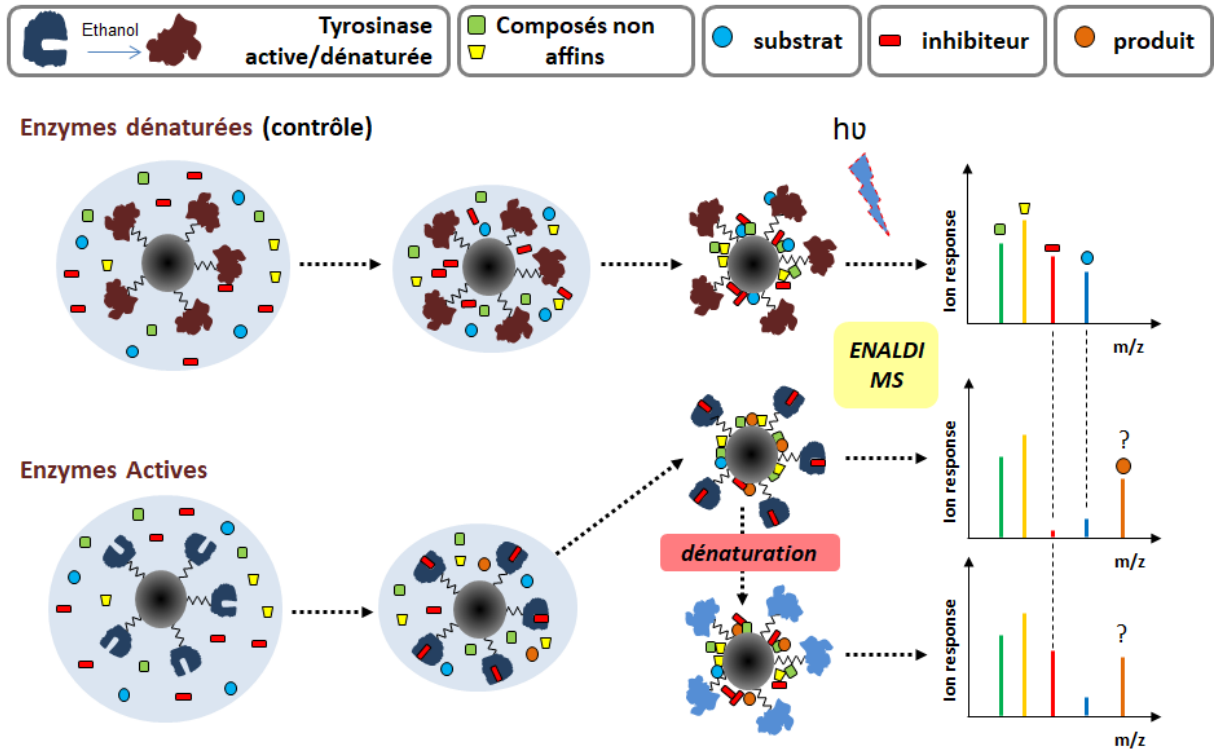 Ethanol
Tyrosinase
active/dénaturée
Composés non
affins
substrat
inhibiteur
produit
Enzymes dénaturées (contrôle)
hʋ
Ion response
m/z
ENALDI
MS
Ion response
?
m/z
Enzymes Actives
dénaturation
Ion response
?
m/z